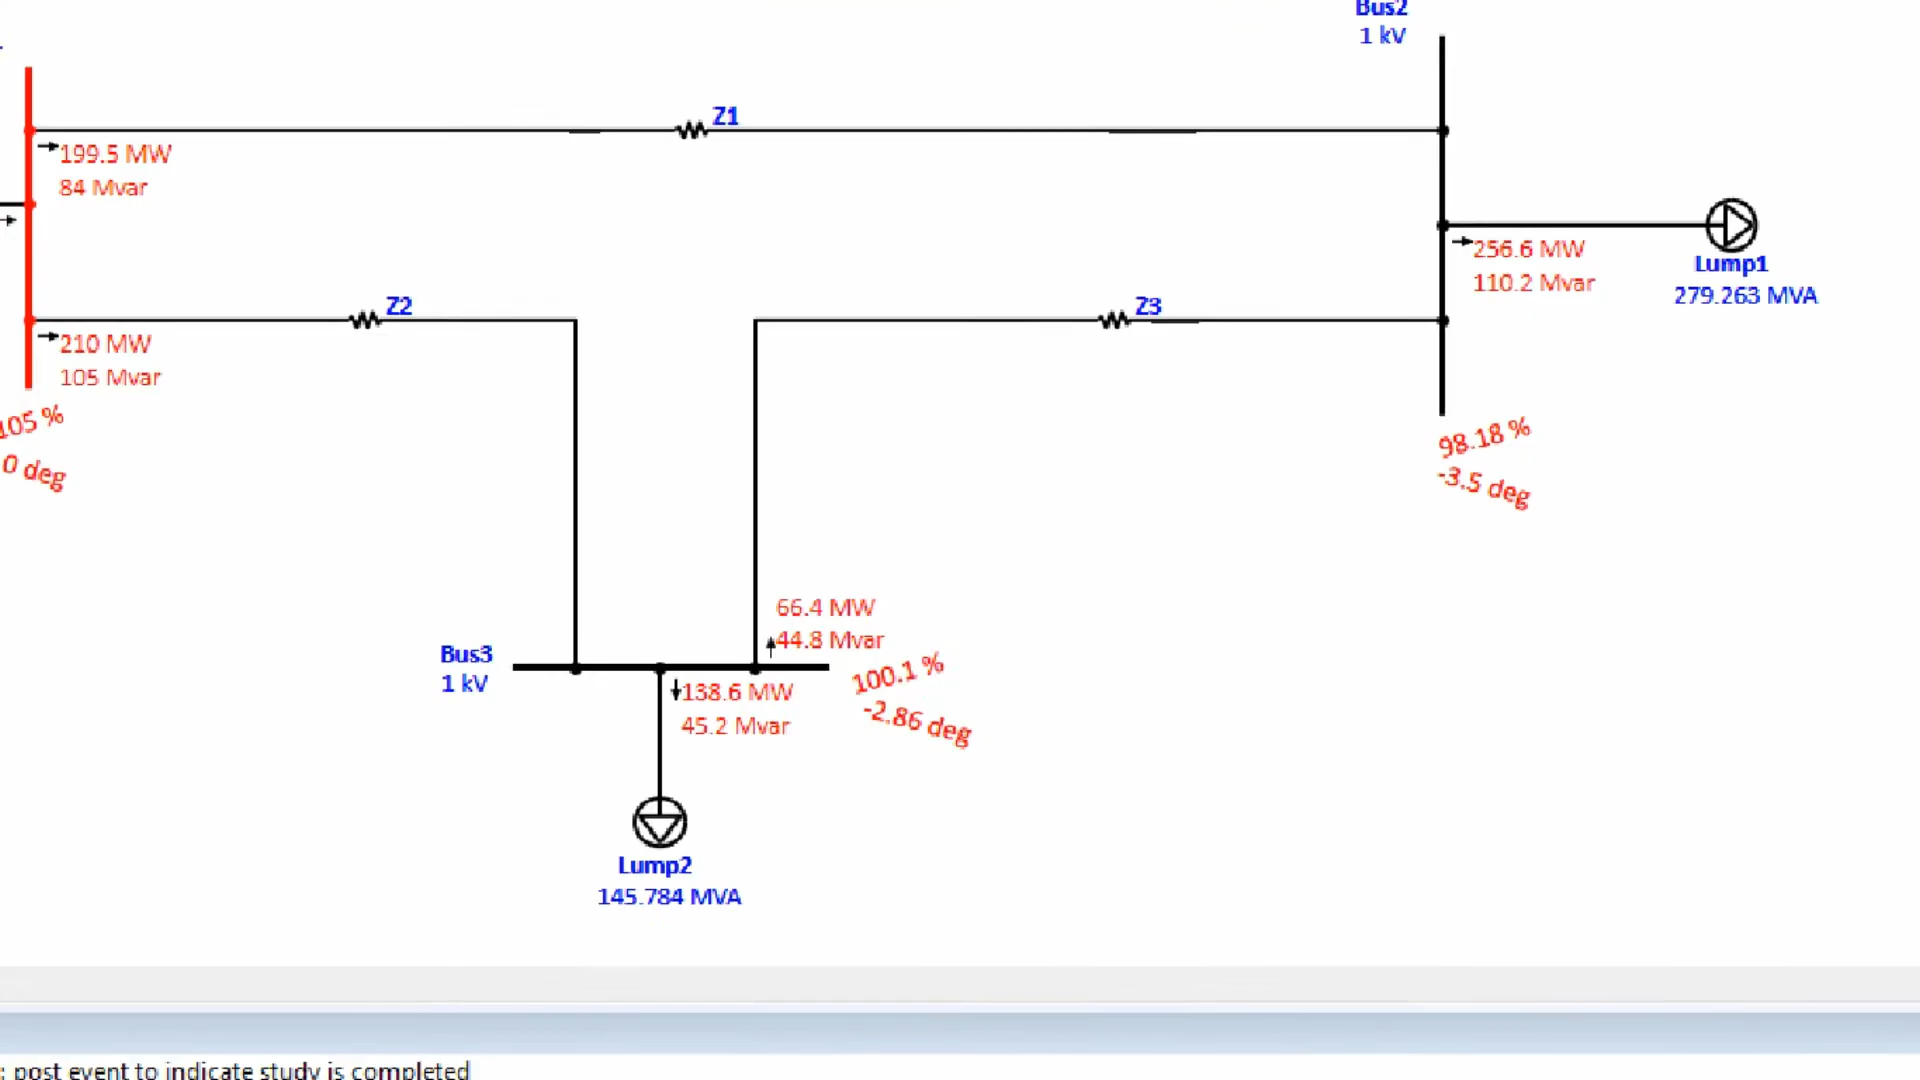 Bus2
1 kV
Z1
199.5 MW
84 Mvar
256.6 MW
110.2 Mvar
Lump1
279.263 MVA
Z2
Z3
210 MW
105 Mvar
105 %
0 deg
98.18 %
-3.5 deg
66.4 MW
44.8 Mvar
Bus3
1 kV
100.1 %
-2.86 deg
138.6 MW
45.2 Mvar
Lump2
145.784 MVA
: post event to indicate study is completed